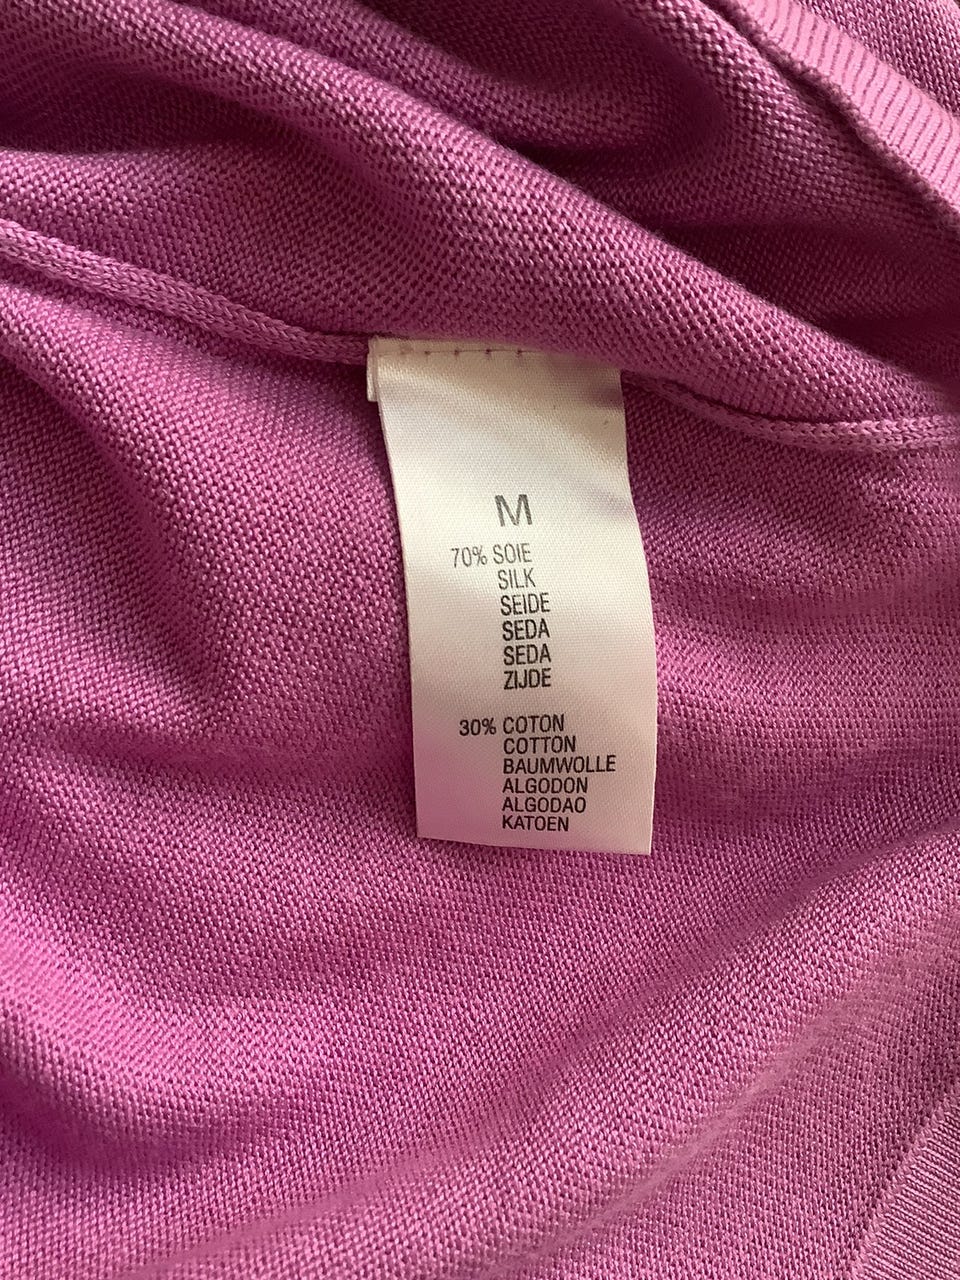 M
70% SOIE
SILK
SEIDE
SEDA
SEDA
ZIJDE
30% COTON
COTTON
BAUMWOLLE
ALGODON
ALGODAO
KATOEN